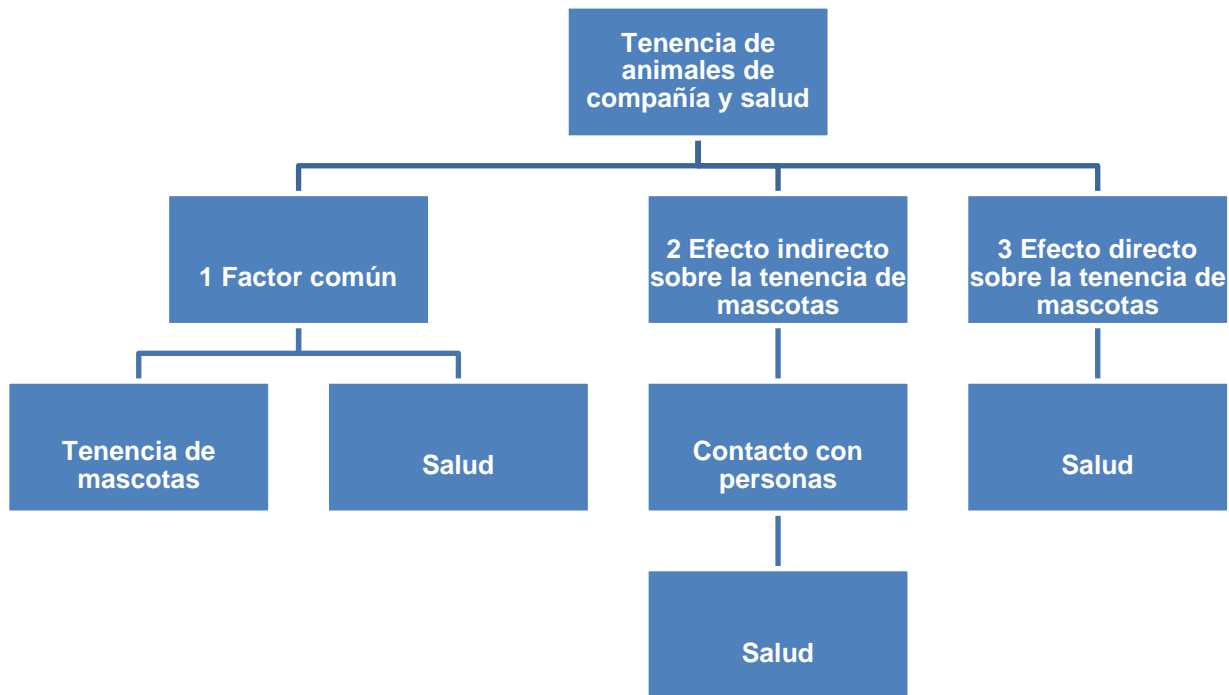 Tenencia de
animales de
compañía y salud
1 Factor común
2 Efecto indirecto
sobre la tenencia de
mascotas
3 Efecto directo
sobre la tenencia de
mascotas
Tenencia de
mascotas
Salud
Contacto con
personas
Salud
Salud